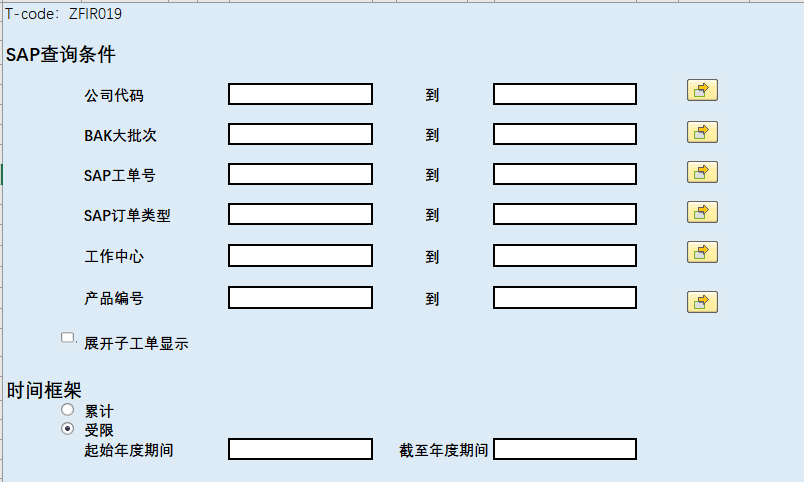 T-code: ZFIR019
SAP查询条件
公司代码 到
BAK大批次 到
SAP工单号 到
SAP订单类型 到
工作中心 到
产品编号 到
展开子工单显示
时间框架
累计
受限
起始年度期间 截至年度期间